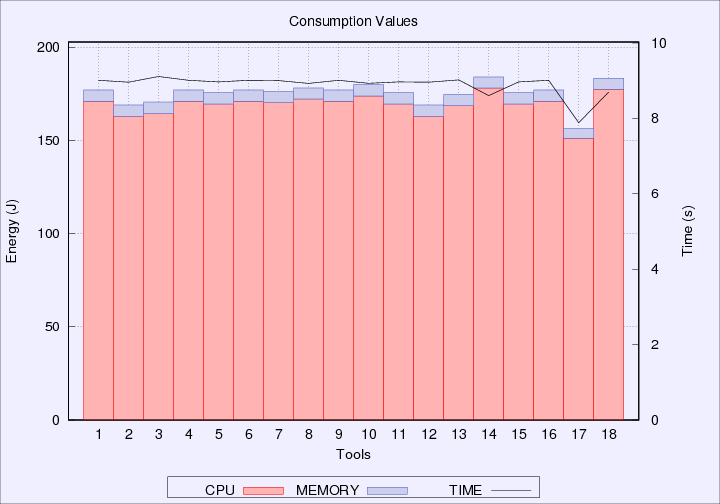 Consumption Values
200
150
100
50
0
10
8
6
4
2
0
Energy (J)
Time (s)
1 2 3 4 5 6 7 8 9 10 11 12 13 14 15 16 17 18
Tools
CPU MEMORY TIME